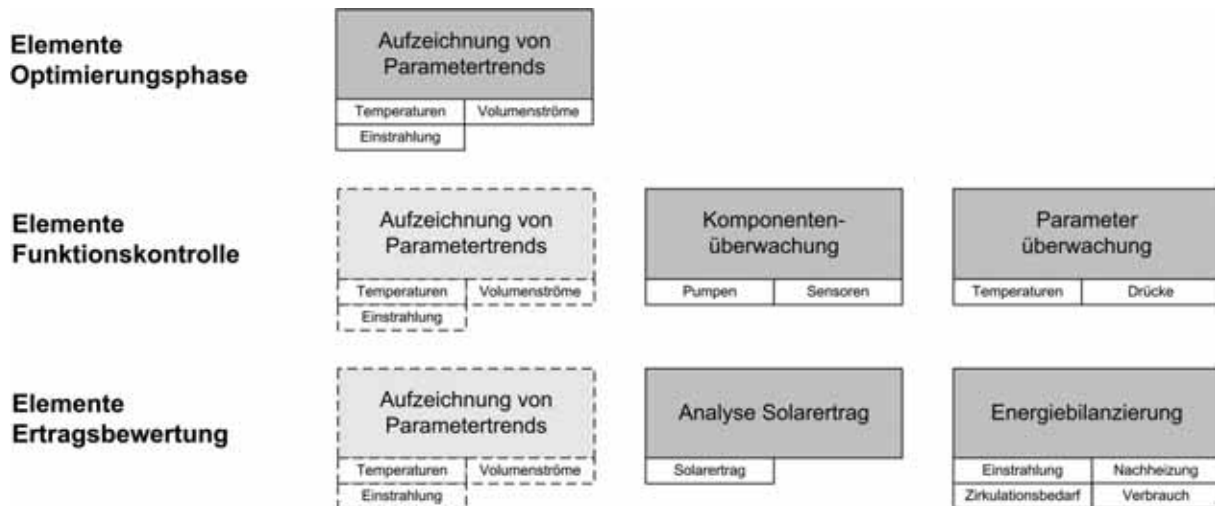 Elemente
Optimierungsphase
Aufzeichnung von
Parametertrends
Temperaturen
Volumenströme
Einstrahlung
Elemente
Funktionskontrolle
Aufzeichnung von
Parametertrends
Temperaturen
Volumenströme
Einstrahlung
Komponenten-
überwachung
Pumpen
Sensoren
Parameter
überwachung
Temperaturen
Drücke
Elemente
Ertragsbewertung
Aufzeichnung von
Parametertrends
Temperaturen
Volumenströme
Einstrahlung
Analyse Solarertrag
Solarertrag
Energiebilanzierung
Einstrahlung
Nachheizung
Zirkulationsbedarf
Verbrauch